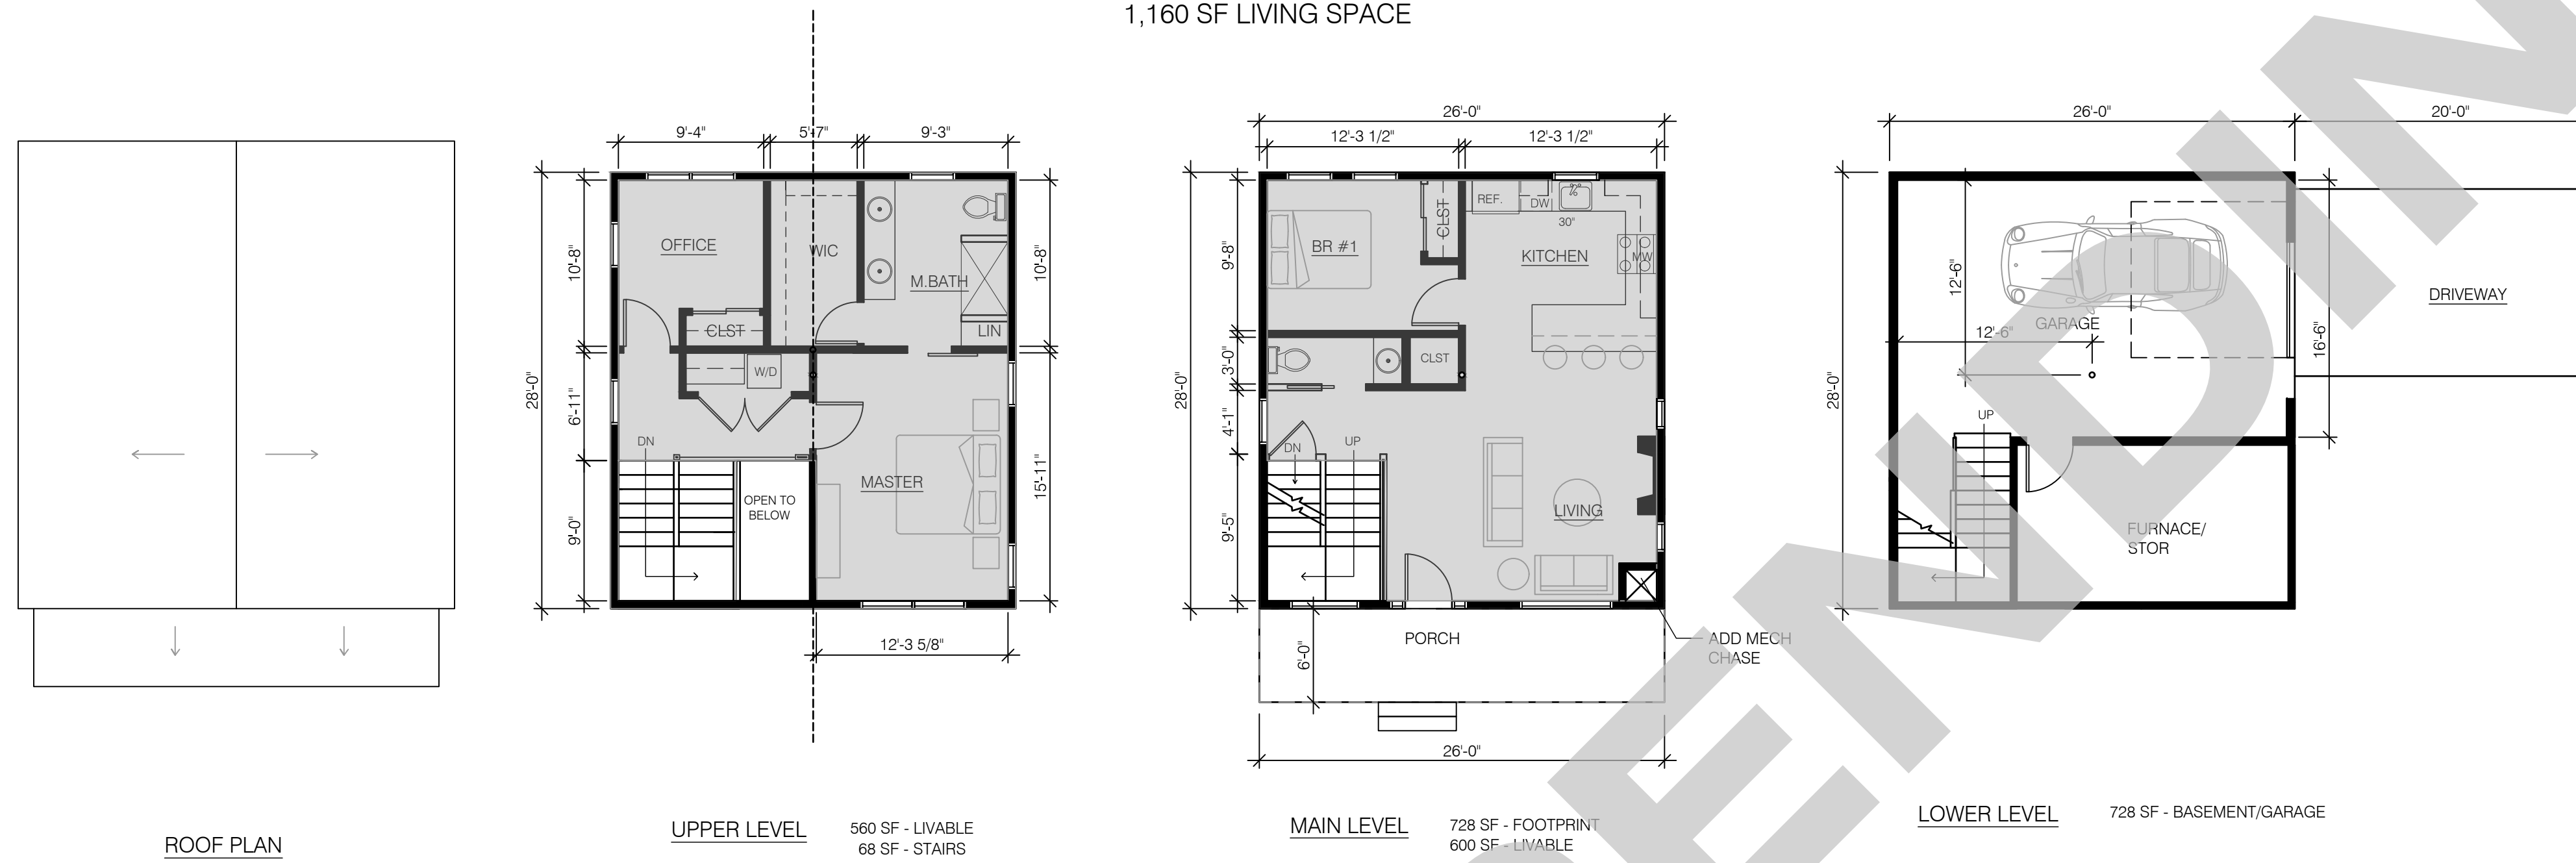 1,160 SF LIVING SPACE
9'-4"
5'-7"
9'-3"
28'-0"
10'-8"
6'-11"
9'-0"
10'-8"
15'-11"
12'-3 5/8"
OFFICE
WIC
M.BATH
CLST
LIN
W/D
DN
MASTER
OPEN TO
BELOW
26'-0"
12'-3 1/2"
12'-3 1/2"
28'-0"
9'-8"
3'-0"
4'-1"
9'-5"
BR #1
CLST
REF.
DW
30"
KITCHEN
MW
CLST
DN
UP
LIVING
PORCH
6'-0"
ADD MECH
CHASE
26'-0"
26'-0"
20'-0"
28'-0"
12'-6"
12'-6"
16'-6"
GARAGE
DRIVEWAY
UP
FURNACE/
STOR
ROOF PLAN
UPPER LEVEL
560 SF - LIVABLE
68 SF - STAIRS
MAIN LEVEL
728 SF - FOOTPRINT
600 SF - LIVABLE
LOWER LEVEL
728 SF - BASEMENT/GARAGE
ENDIN